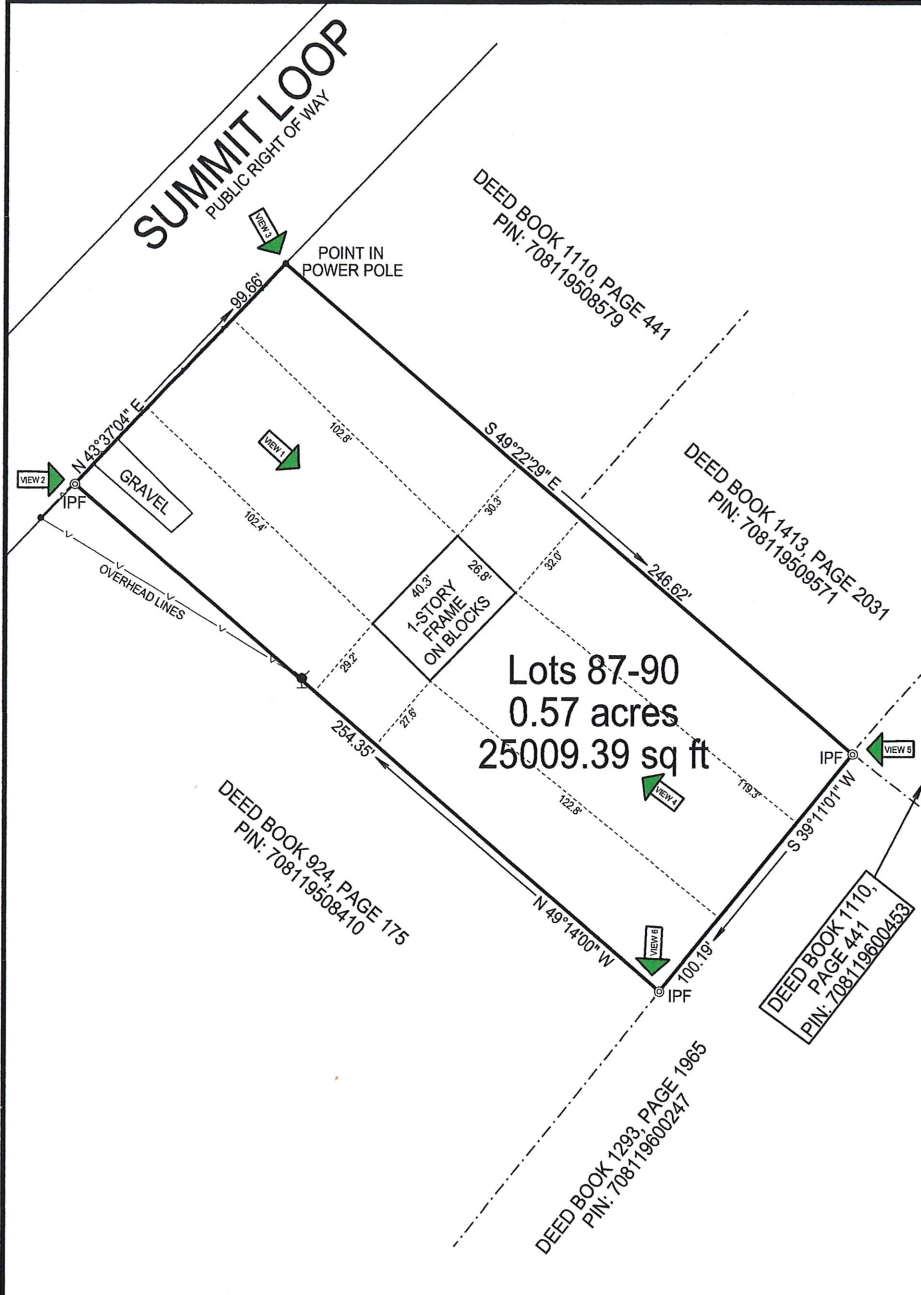 SUMMIT LOOP
PUBLIC RIGHT OF WAY
VIEW 3
POINT IN
POWER POLE
DEED BOOK 1110, PAGE 441
PIN: 708119508579
99.66'
N 43°37'04" E
VIEW 2
IPF
GRAVEL
VIEW 1
102.8'
102.4'
OVERHEAD LINES
S 49°22'29" E
246.62'
30.3'
32.0'
DEED BOOK 1413, PAGE 2031
PIN: 708119509571
40.3'
26.8'
1-STORY
FRAME
ON BLOCKS
29.2'
27.6'
Lots 87-90
0.57 acres
25009.39 sq ft
254.35'
N 49°14'00" W
122.8'
119.3'
VIEW 4
IPF
VIEW 5
S 39°11'01" W
100.19'
VIEW 6
IPF
DEED BOOK 924, PAGE 175
PIN: 708119508410
DEED BOOK 1110,
PAGE 441
PIN: 708119600453
DEED BOOK 1293, PAGE 1965
PIN: 708119600247